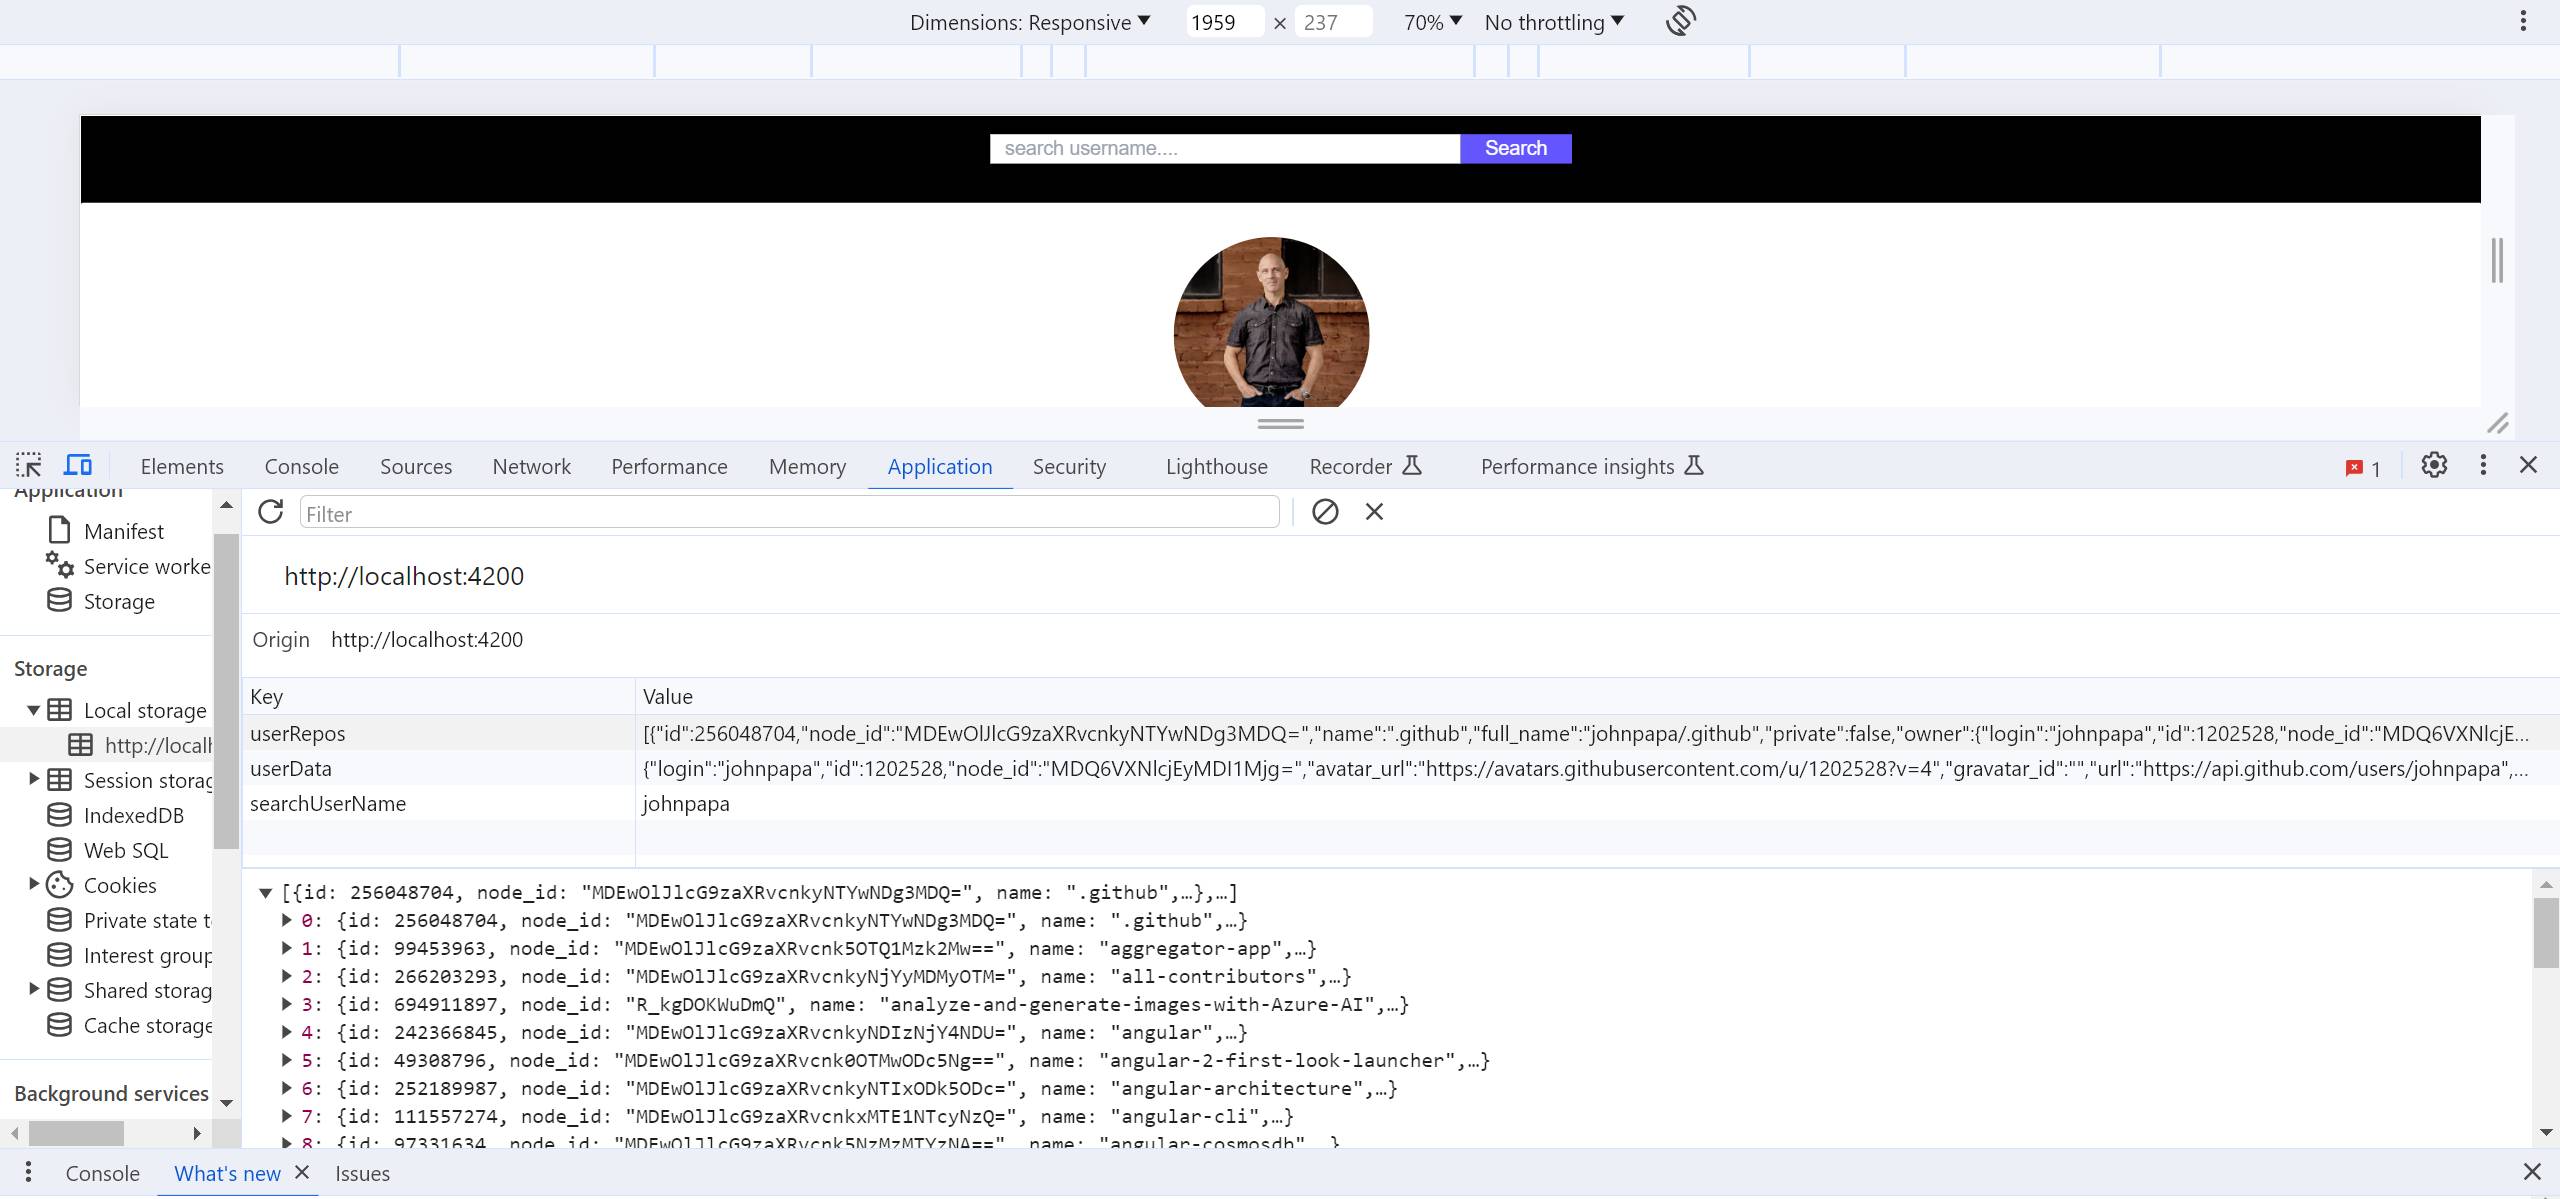 Dimensions: Responsive 1959 × 237 70% No throttling
search username.... Search
Elements Console Sources Network Performance Memory Application Security Lighthouse Recorder Performance insights 1
Application
Manifest
Service worke
Storage
Storage
Local storage
http://local
Session storag
IndexedDB
Web SQL
Cookies
Private state t
Interest group
Shared storag
Cache storage
Background services
Filter
http://localhost:4200
Origin http://localhost:4200
Key Value
userRepos [{"id":256048704,"node_id":"MDEwOlJlcG9zaXRvcnkyNTYwNDg3MDQ=","name":".github","full_name":"johnpapa/.github","private":false,"owner":{"login":"johnpapa","id":1202528,"node_id":"MDQ6VXNlcjE...
userData {"login":"johnpapa","id":1202528,"node_id":"MDQ6VXNlcjEyMDI1Mjg=","avatar_url":"https://avatars.githubusercontent.com/u/1202528?v=4","gravatar_id":"","url":"https://api.github.com/users/johnpapa",...
searchUserName johnpapa
[{id: 256048704, node_id: "MDEwOlJlcG9zaXRvcnkyNTYwNDg3MDQ=", name: ".github",…},…]
0: {id: 256048704, node_id: "MDEwOlJlcG9zaXRvcnkyNTYwNDg3MDQ=", name: ".github",…}
1: {id: 99453963, node_id: "MDEwOlJlcG9zaXRvcnk5OTQ1Mzk2Mw==", name: "aggregator-app",…}
2: {id: 266203293, node_id: "MDEwOlJlcG9zaXRvcnkyNjYyMDMyOTM=", name: "all-contributors",…}
3: {id: 694911897, node_id: "R_kgDOKWuDmQ", name: "analyze-and-generate-images-with-Azure-AI",…}
4: {id: 242366845, node_id: "MDEwOlJlcG9zaXRvcnkyNDIzNjY4NDU=", name: "angular",…}
5: {id: 49308796, node_id: "MDEwOlJlcG9zaXRvcnk0OTMwODc5Ng==", name: "angular-2-first-look-launcher",…}
6: {id: 252189987, node_id: "MDEwOlJlcG9zaXRvcnkyNTIxODk5ODc=", name: "angular-architecture",…}
7: {id: 111557274, node_id: "MDEwOlJlcG9zaXRvcnkxMTE1NTcyNzQ=", name: "angular-cli",…}
8: {id: 97331634, node_id: "MDEwOlJlcG9zaXRvcnk5NzMzMTYzNA==", name: "angular-cosmosdb",…}
Console What's new Issues